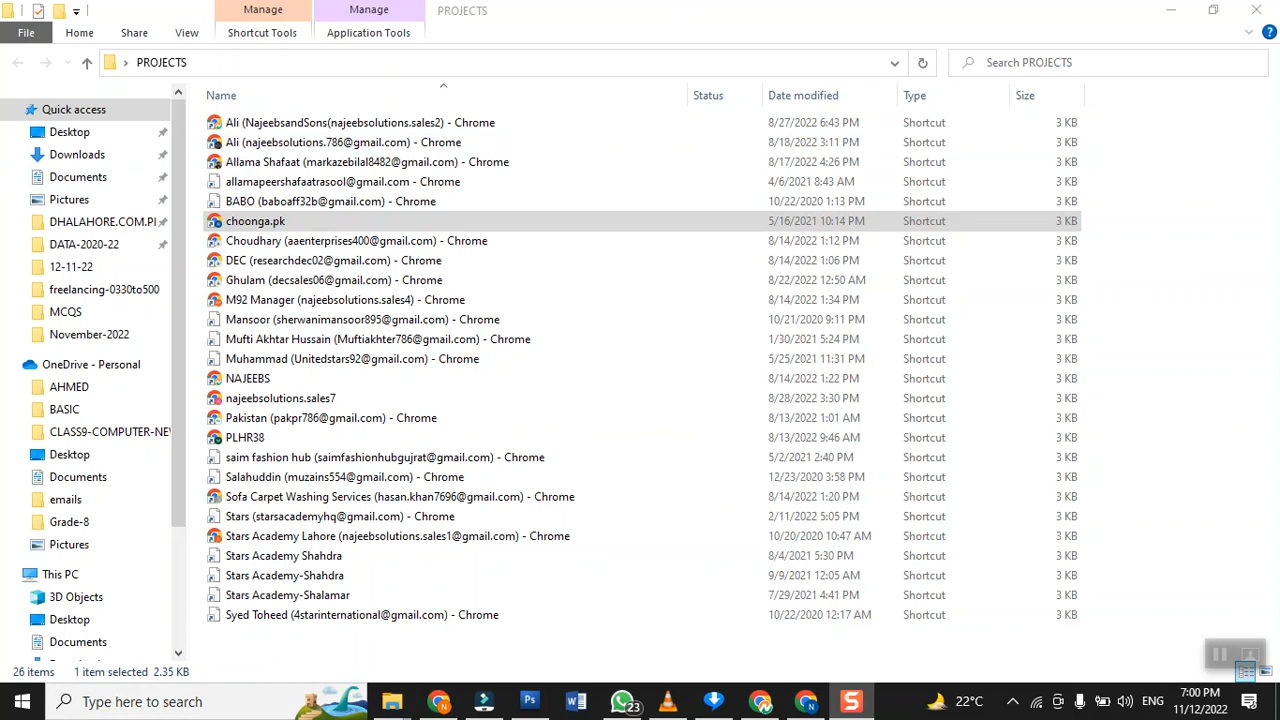 Manage Manage PROJECTS
File Home Share View Shortcut Tools Application Tools
PROJECTS Search PROJECTS
Name Status Date modified Type Size
Quick access
Desktop
Downloads
Documents
Pictures
DHALAHORE.COM.PI
DATA-2020-22
12-11-22
freelancing-0330to500
MCQS
November-2022
OneDrive - Personal
AHMED
BASIC
CLASS9-COMPUTER-NEW
Desktop
Documents
emails
Grade-8
Pictures
This PC
3D Objects
Desktop
Documents
Ali (NajeebsandSons(najeebsolutions.sales2) - Chrome 8/27/2022 6:43 PM Shortcut 3 KB
Ali (najeebsolutions.786@gmail.com) - Chrome 8/18/2022 3:11 PM Shortcut 3 KB
Allama Shafaat (markazebilal8482@gmail.com) - Chrome 8/17/2022 4:26 PM Shortcut 3 KB
allamapeershafaatrasool@gmail.com - Chrome 4/6/2021 8:43 AM Shortcut 3 KB
BABO (baboaff32b@gmail.com) - Chrome 10/22/2020 1:13 PM Shortcut 3 KB
choonga.pk 5/16/2021 10:14 PM Shortcut 3 KB
Choudhary (aaenterprises400@gmail.com) - Chrome 8/14/2022 1:12 PM Shortcut 3 KB
DEC (researchdec02@gmail.com) - Chrome 8/14/2022 1:06 PM Shortcut 3 KB
Ghulam (decsales06@gmail.com) - Chrome 8/22/2022 12:50 AM Shortcut 3 KB
M92 Manager (najeebsolutions.sales4) - Chrome 8/14/2022 1:34 PM Shortcut 3 KB
Mansoor (sherwanimansoor895@gmail.com) - Chrome 10/21/2020 9:11 PM Shortcut 3 KB
Mufti Akhtar Hussain (Muftiakhter786@gmail.com) - Chrome 1/30/2021 5:24 PM Shortcut 3 KB
Muhammad (Unitedstars92@gmail.com) - Chrome 5/25/2021 11:31 PM Shortcut 3 KB
NAJEEBS 8/14/2022 1:22 PM Shortcut 3 KB
najeebsolutions.sales7 8/28/2022 3:30 PM Shortcut 3 KB
Pakistan (pakpr786@gmail.com) - Chrome 8/13/2022 1:01 AM Shortcut 3 KB
PLHR38 8/13/2022 9:46 AM Shortcut 3 KB
saim fashion hub (saimfashionhubgujrat@gmail.com) - Chrome 5/2/2021 2:40 PM Shortcut 3 KB
Salahuddin (muzains554@gmail.com) - Chrome 12/23/2020 3:58 PM Shortcut 3 KB
Sofa Carpet Washing Services (hasan.khan7696@gmail.com) - Chrome 8/14/2022 1:20 PM Shortcut 3 KB
Stars (starsacademyhq@gmail.com) - Chrome 2/11/2022 5:05 PM Shortcut 3 KB
Stars Academy Lahore (najeebsolutions.sales1@gmail.com) - Chrome 10/20/2020 10:47 AM Shortcut 3 KB
Stars Academy Shahdra 8/4/2021 5:30 PM Shortcut 3 KB
Stars Academy-Shahdra 9/9/2021 12:05 AM Shortcut 3 KB
Stars Academy-Shalamar 7/29/2021 4:41 PM Shortcut 3 KB
Syed Toheed (4starinternational@gmail.com) - Chrome 10/22/2020 12:17 AM Shortcut 3 KB
26 items 1 item selected 2.35 KB
Type here to search Ps W 23 S 22°C ENG 7:00 PM
11/12/2022